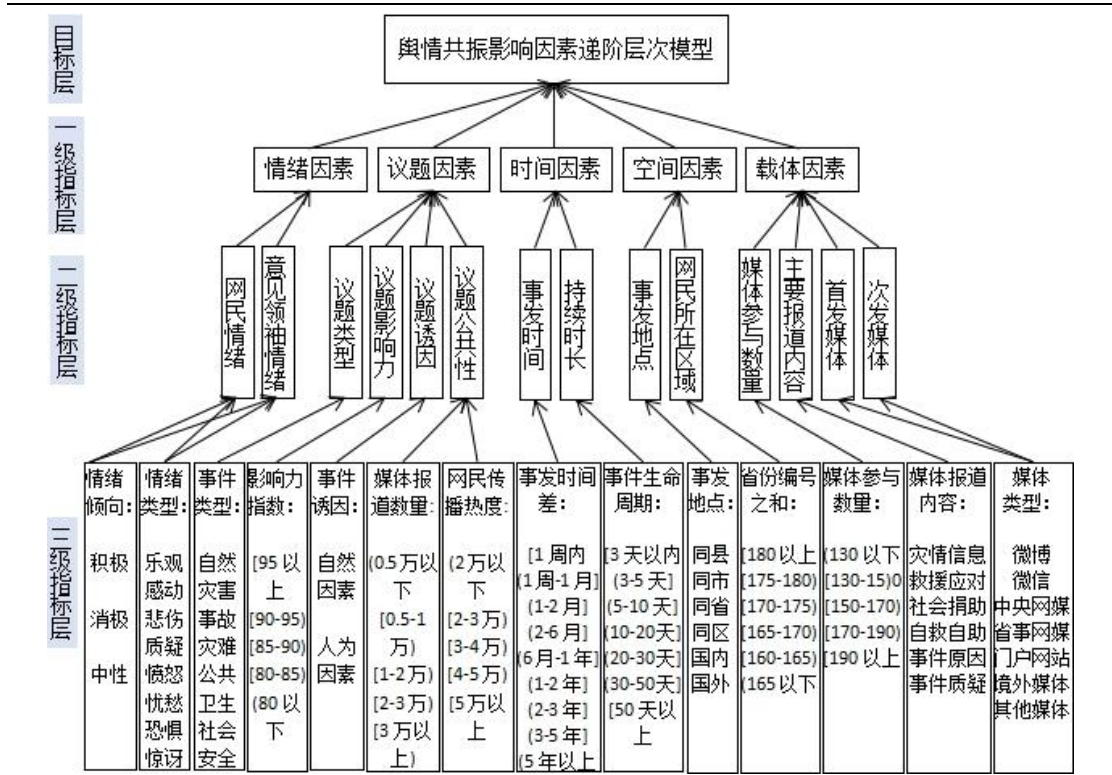 目标层
舆情共振影响因素递阶层次模型
一级指标层
情绪因素
议题因素
时间因素
空间因素
载体因素
二级指标层
网民情绪
意见领袖情绪
议题类型
议题影响力
议题诱因
议题公共性
事发时间
持续时长
事发地点
网民所在区域
媒体参与数量
主要报道内容
首发媒体
次发媒体
三级指标层
情绪
倾向:
积极
消极
中性
情绪
类型:
乐观
感动
悲伤
质疑
愤怒
忧愁
恐惧
惊讶
事件
类型:
自然
灾害
事故
灾难
公共
卫生
社会
安全
影响力
指数:
[95 以
上
[90-95)
[85-90)
[80-85)
(80 以
下
事件
诱因:
自然
因素
人为
因素
媒体报
道数量:
(0.5 万以
下
[0.5-1
万)
[1-2 万)
[2-3 万)
[3 万以
上)
网民传
播热度:
(2 万以
下
[2-3 万)
[3-4 万)
[4-5 万)
[5 万以
上
事发时间
差:
[1 周内
(1 周-1 月]
(1-2 月]
(2-6 月]
(6 月-1 年]
(1-2 年]
(2-3 年]
(3-5 年]
(5 年以上
事件生命
周期:
[3 天以内
(3-5 天]
(5-10 天]
(10-20天]
(20-30天]
(30-50天]
[50 天以
上
事发
地点:
同县
同市
同省
同区
国内
国外
省份编号
之和:
[180 以上
[175-180)
[170-175)
[165-170)
[160-165)
(165 以下
媒体参与
数量:
(130 以下
[130-15)0
[150-170)
[170-190)
[190 以上
媒体报道
内容:
灾情信息
救援应对
社会捐助
自救自助
事件原因
事件质疑
媒体
类型:
微博
微信
中央网媒
省事网媒
门户网站
境外媒体
其他媒体